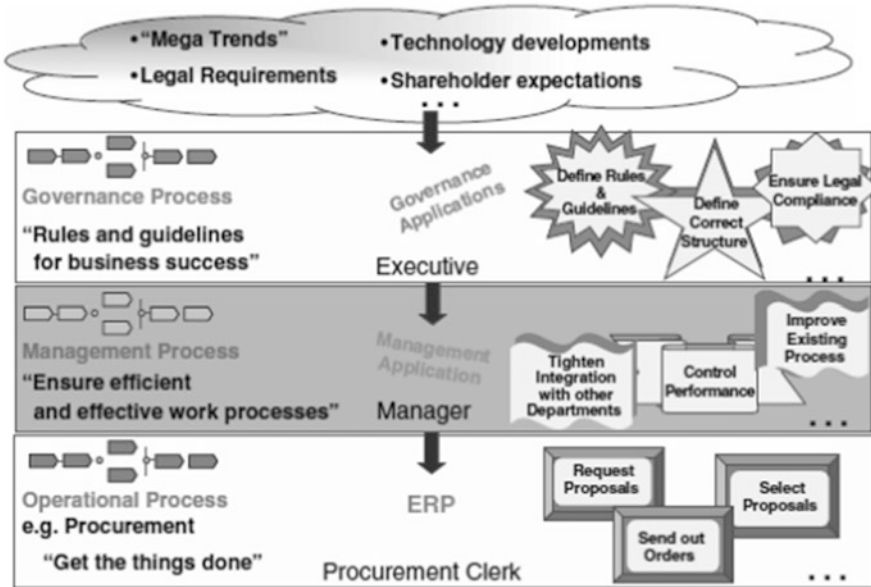 •"Mega Trends"
•Technology developments
•Legal Requirements
•Shareholder expectations
...
Governance Process
"Rules and guidelines
for business success"
Governance
Applications
Executive
Define Rules
&
Guidelines
Define
Correct
Structure
Ensure Legal
Compliance
...
Management Process
"Ensure efficient
and effective work processes"
Management
Application
Manager
Tighten
Integration
with other
Departments
Control
Performance
Improve
Existing
Process
...
Operational Process
e.g. Procurement
"Get the things done"
ERP
Procurement Clerk
Request
Proposals
Send out
Orders
Select
Proposals
...